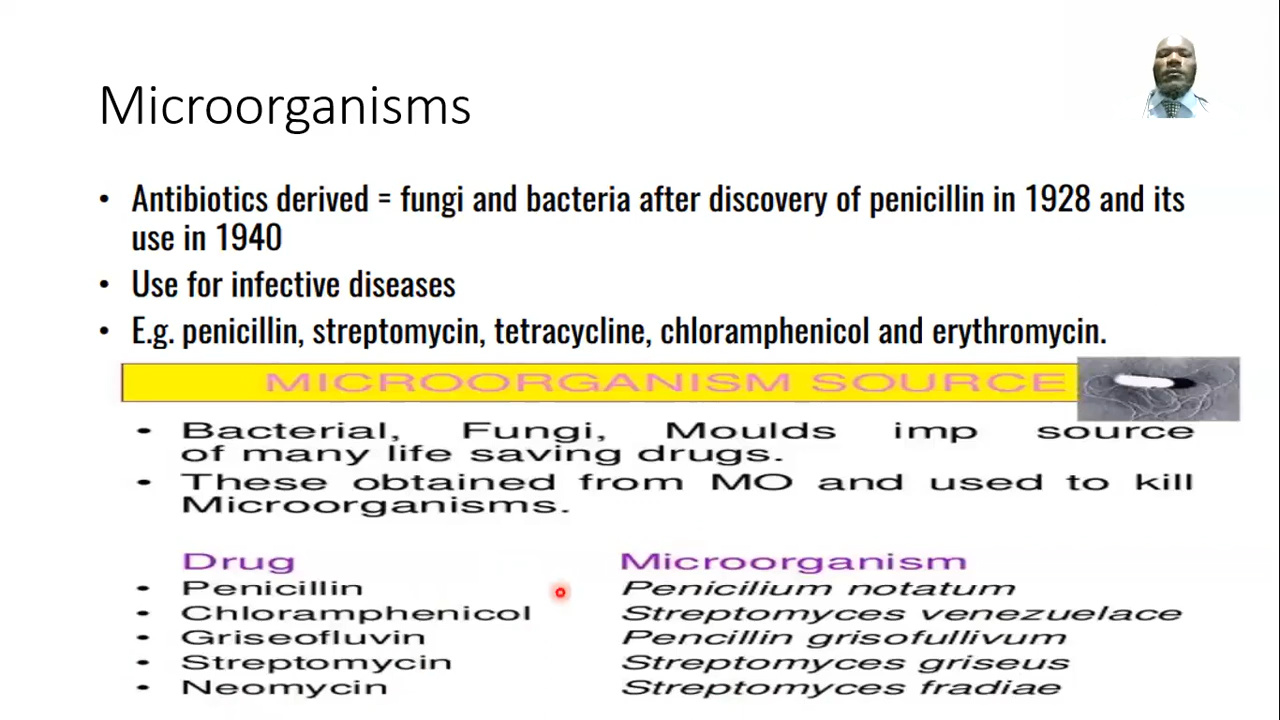 Microorganisms
• Antibiotics derived = fungi and bacteria after discovery of penicillin in 1928 and its
use in 1940
• Use for infective diseases
• E.g. penicillin, streptomycin, tetracycline, chloramphenicol and erythromycin.
MICROORGANISM SOURCE
• Bacterial, Fungi, Moulds imp source
of many life saving drugs.
• These obtained from MO and used to kill
Microorganisms.
Drug Microorganism
• Penicillin Penicilium notatum
• Chloramphenicol Streptomyces venezuelace
• Griseofluvin Pencillin grisofullivum
• Streptomycin Streptomyces griseus
• Neomycin Streptomyces fradiae